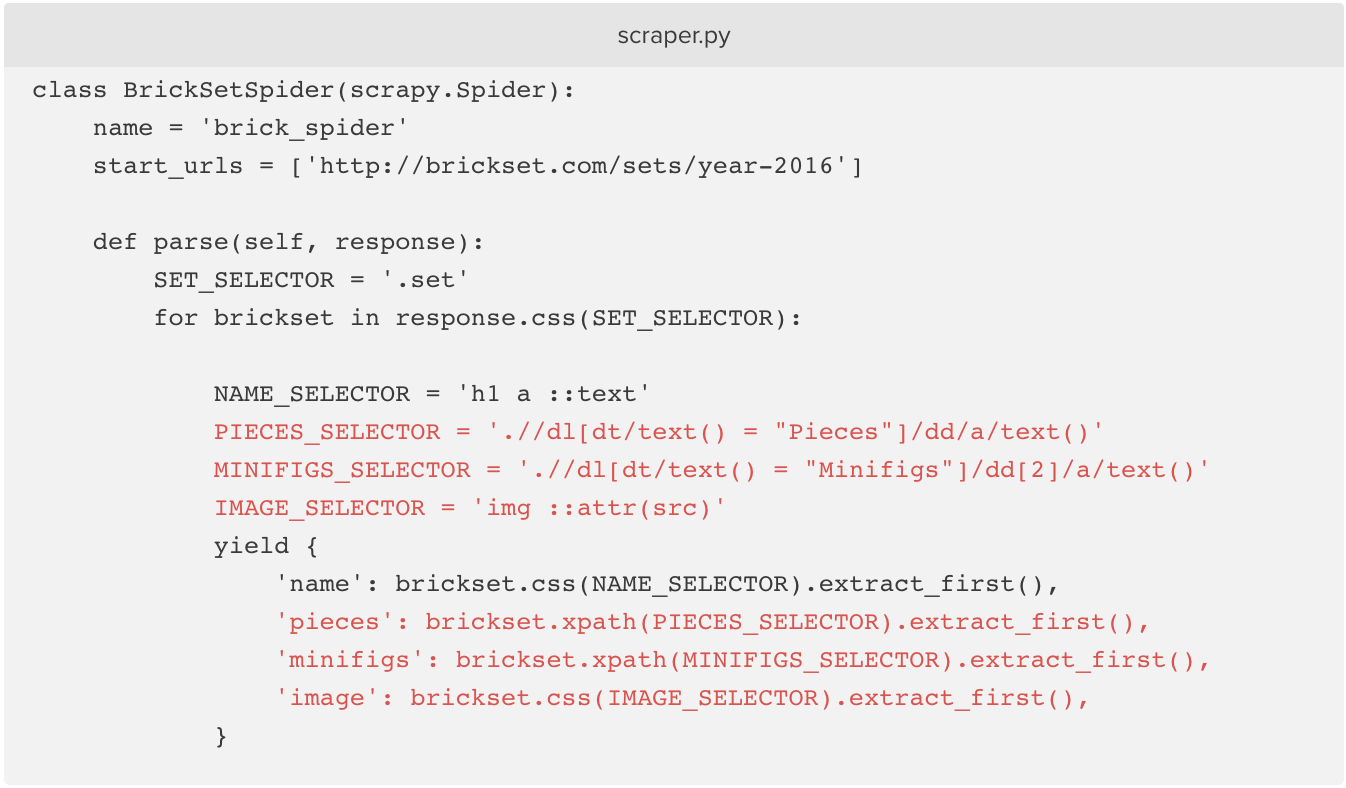 scraper.py
class BrickSetSpider(scrapy.Spider):
    name = 'brick_spider'
    start_urls = ['http://brickset.com/sets/year-2016']

    def parse(self, response):
        SET_SELECTOR = '.set'
        for brickset in response.css(SET_SELECTOR):

            NAME_SELECTOR = 'h1 a ::text'
            PIECES_SELECTOR = './/dl[dt/text() = "Pieces"]/dd/a/text()'
            MINIFIGS_SELECTOR = './/dl[dt/text() = "Minifigs"]/dd[2]/a/text()'
            IMAGE_SELECTOR = 'img ::attr(src)'
            yield {
                'name': brickset.css(NAME_SELECTOR).extract_first(),
                'pieces': brickset.xpath(PIECES_SELECTOR).extract_first(),
                'minifigs': brickset.xpath(MINIFIGS_SELECTOR).extract_first(),
                'image': brickset.css(IMAGE_SELECTOR).extract_first(),
            }